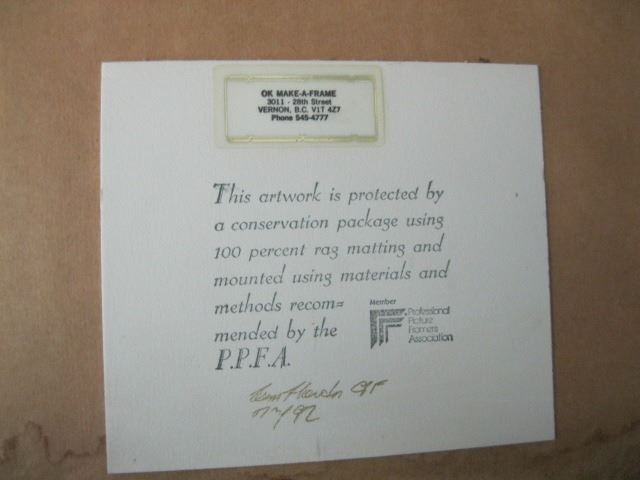 OK MAKE-A-FRAME
3011 - 28th Street
VERNON, B.C. V1T 4Z7
Phone 545-4777
This artwork is protected by
a conservation package using
100 percent rag matting and
mounted using materials and
methods recom=
mended by the
P.P.F.A.
Member
Professional
Picture
Framers
Association